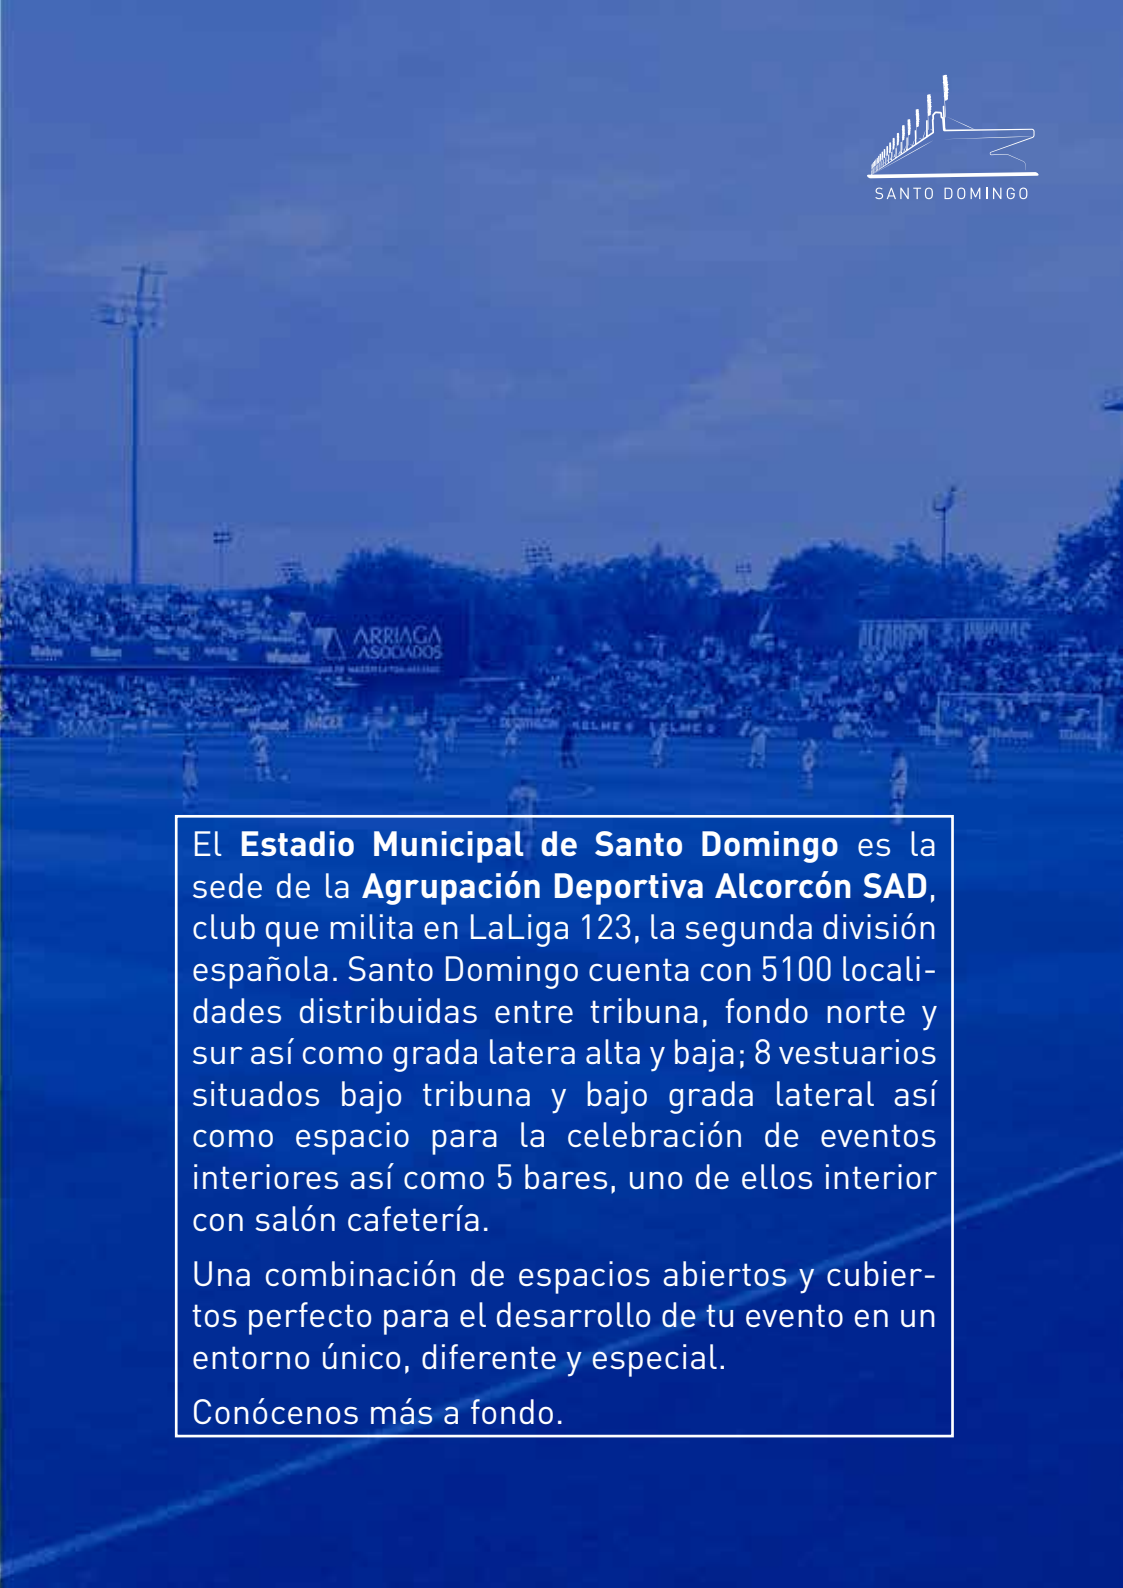 SANTO DOMINGO
ARRIAGA
ASOCIADOS
KELME
KELME
El Estadio Municipal de Santo Domingo es la
sede de la Agrupación Deportiva Alcorcón SAD,
club que milita en LaLiga 123, la segunda división
española. Santo Domingo cuenta con 5100 locali-
dades distribuidas entre tribuna, fondo norte y
sur así como grada latera alta y baja; 8 vestuarios
situados bajo tribuna y bajo grada lateral así
como espacio para la celebración de eventos
interiores así como 5 bares, uno de ellos interior
con salón cafetería.
Una combinación de espacios abiertos y cubier-
tos perfecto para el desarrollo de tu evento en un
entorno único, diferente y especial.
Conócenos más a fondo.